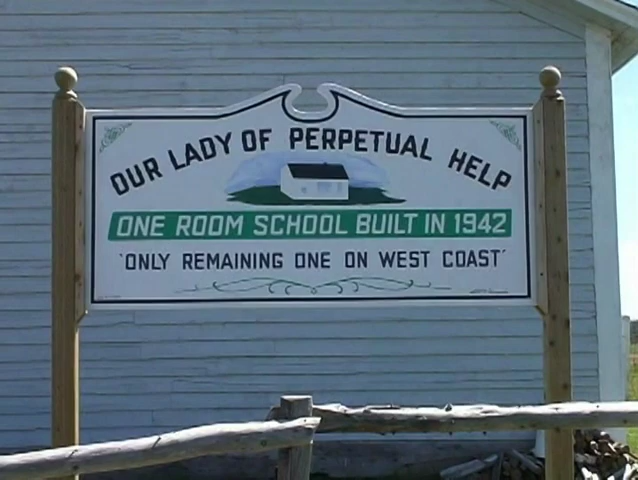 OUR LADY OF PERPETUAL HELP
ONE ROOM SCHOOL BUILT IN 1942
"ONLY REMAINING ONE ON WEST COAST"